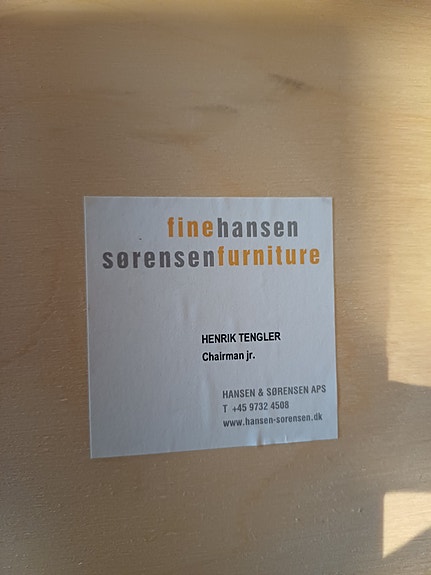 finehansen
sørensenfurniture
HENRIK TENGLER
Chairman jr.
HANSEN & SØRENSEN APS
T +45 9732 4508
www.hansen-sorensen.dk